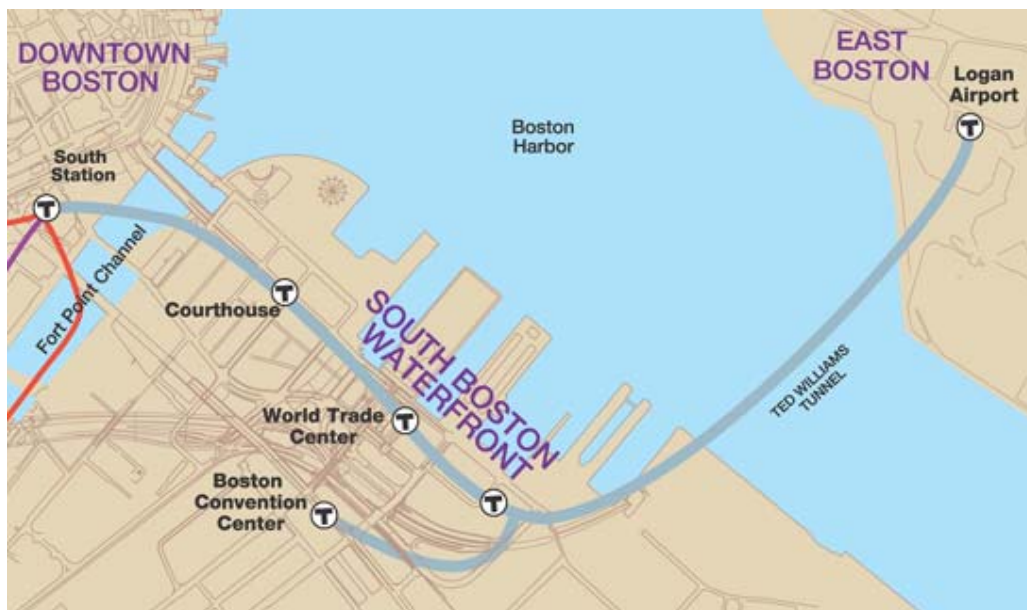 DOWNTOWN
BOSTON
EAST
BOSTON
Logan
Airport
T
Boston
Harbor
South
Station
T
Fort Point Channel
Courthouse
T
SOUTH BOSTON
WATERFRONT
TED WILLIAMS
TUNNEL
World Trade
Center
T
Boston
Convention
Center
T
T